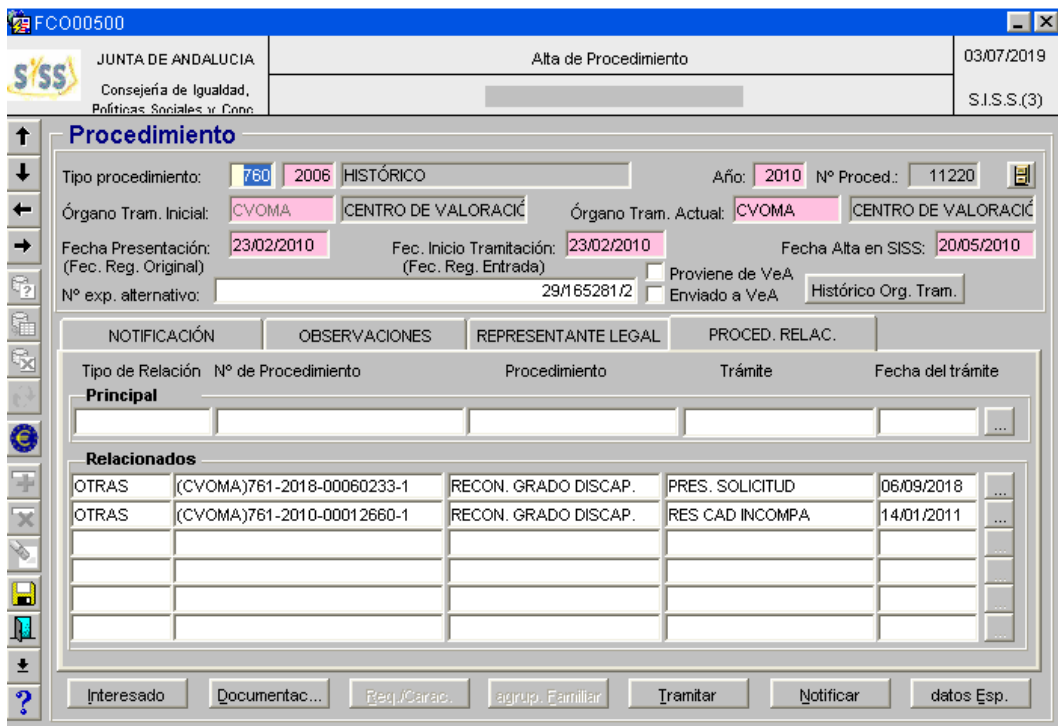 FCO00500
SISS
JUNTA DE ANDALUCIA
Consejería de Igualdad,
Políticas Sociales y Conc
Alta de Procedimiento
03/07/2019
S.I.S.S.(3)
Procedimiento
Tipo procedimiento: 760 2006 HISTÓRICO Año: 2010 Nº Proced.: 11220
Órgano Tram. Inicial: CVOMA CENTRO DE VALORACIÓ Órgano Tram. Actual: CVOMA CENTRO DE VALORACIÓ
Fecha Presentación: 23/02/2010 Fec. Inicio Tramitación: 23/02/2010 Fecha Alta en SISS: 20/05/2010
(Fec. Reg. Original) (Fec. Reg. Entrada) Proviene de VeA
Nº exp. alternativo: 29/165281/2 Enviado a VeA Histórico Org. Tram.
NOTIFICACIÓN OBSERVACIONES REPRESENTANTE LEGAL PROCED. RELAC.
Tipo de Relación Nº de Procedimiento Procedimiento Trámite Fecha del trámite
Principal
...
Relacionados
OTRAS (CVOMA)761-2018-00060233-1 RECON. GRADO DISCAP. PRES. SOLICITUD 06/09/2018 ...
OTRAS (CVOMA)761-2010-00012660-1 RECON. GRADO DISCAP. RES CAD INCOMPA 14/01/2011 ...
...
...
...
...
Interesado Documentac... Req./Carac. agrup. Familiar Tramitar Notificar datos Esp.